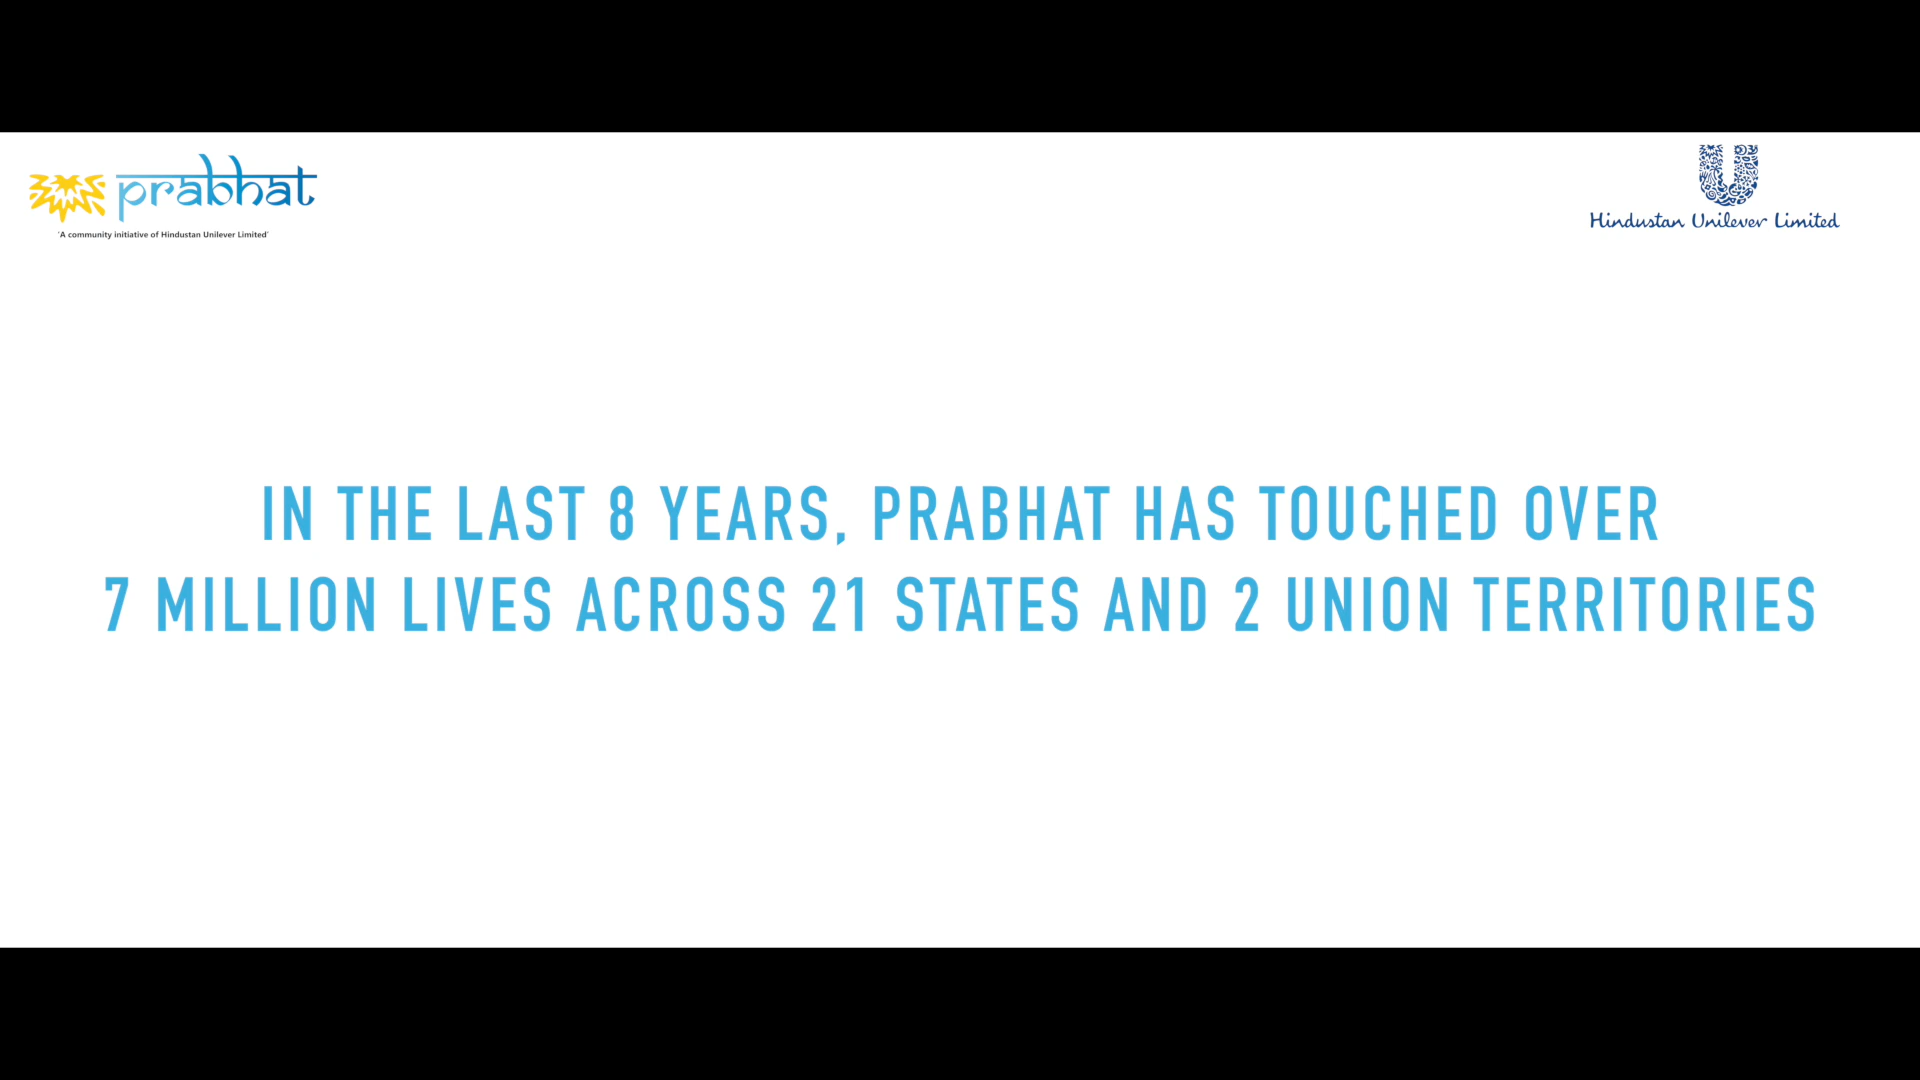 prabhat
'A community initiative of Hindustan Unilever Limited'
Hindustan Unilever Limited
IN THE LAST 8 YEARS, PRABHAT HAS TOUCHED OVER
7 MILLION LIVES ACROSS 21 STATES AND 2 UNION TERRITORIES